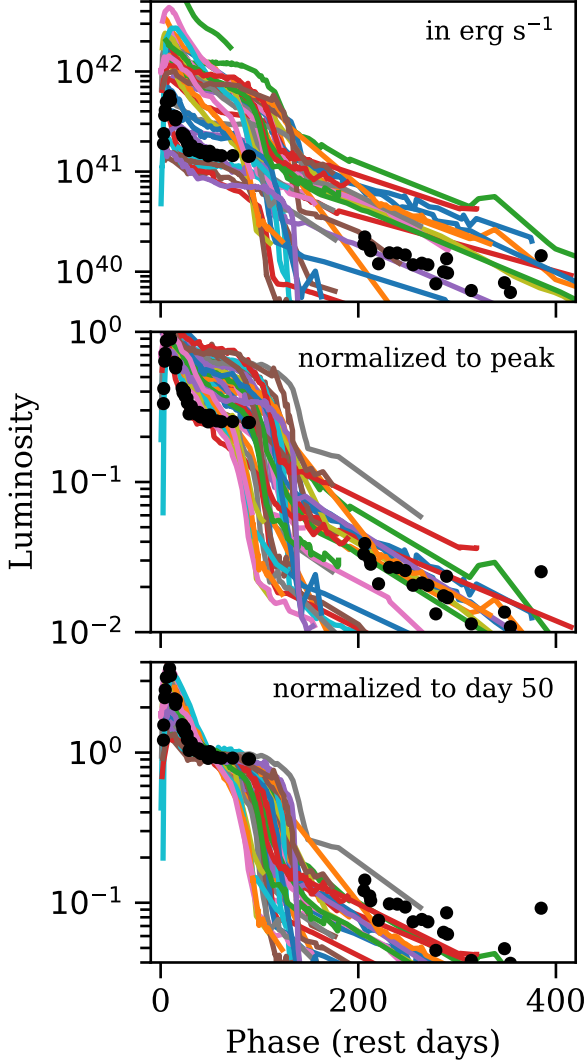 in erg s⁻¹
10⁴²
10⁴¹
10⁴⁰
normalized to peak
10⁰
10⁻¹
10⁻²
Luminosity
normalized to day 50
10⁰
10⁻¹
0 200 400
Phase (rest days)